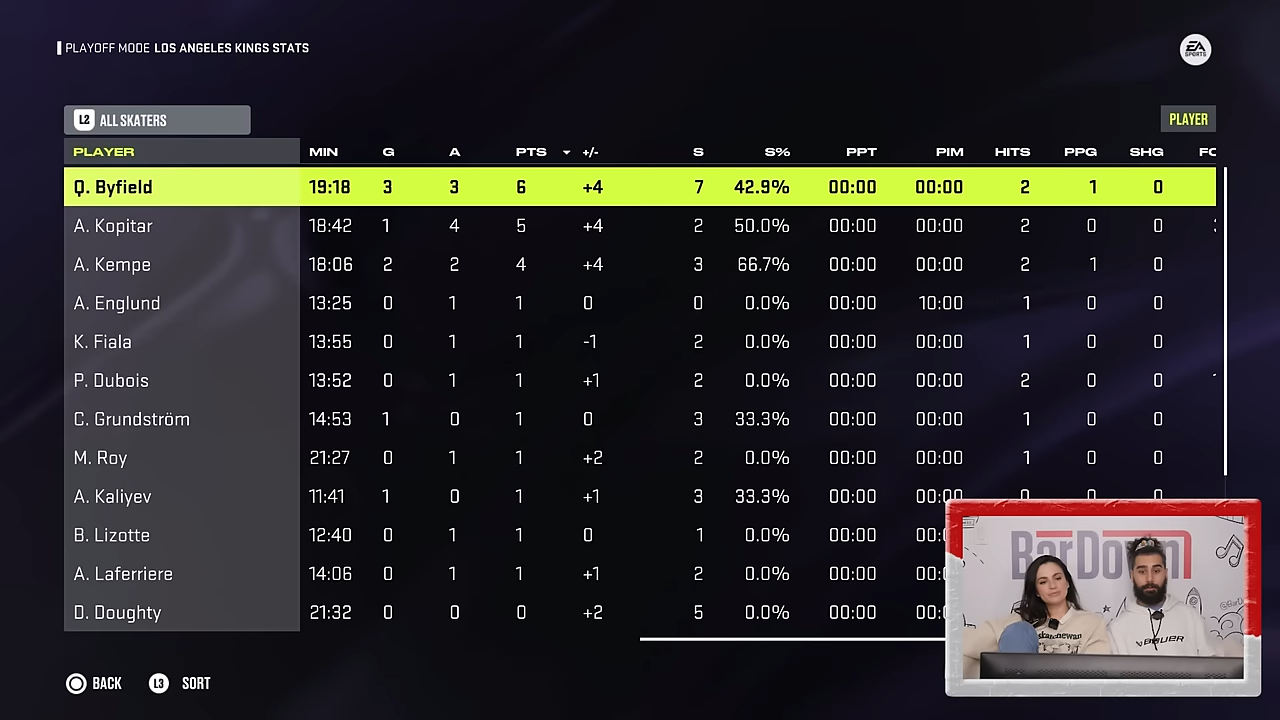 PLAYOFF MODE LOS ANGELES KINGS STATS
EA SPORTS
L2 ALL SKATERS
PLAYER
PLAYER MIN G A PTS +/- S S% PPT PIM HITS PPG SHG
Q. Byfield 19:18 3 3 6 +4 7 42.9% 00:00 00:00 2 1 0
A. Kopitar 18:42 1 4 5 +4 2 50.0% 00:00 00:00 2 0 0
A. Kempe 18:06 2 2 4 +4 3 66.7% 00:00 00:00 2 1 0
A. Englund 13:25 0 1 1 0 0 0.0% 00:00 10:00 1 0 0
K. Fiala 13:55 0 1 1 -1 2 0.0% 00:00 00:00 1 0 0
P. Dubois 13:52 0 1 1 +1 2 0.0% 00:00 00:00 2 0 0
C. Grundström 14:53 1 0 1 0 3 33.3% 00:00 00:00 1 0 0
M. Roy 21:27 0 1 1 +2 2 0.0% 00:00 00:00 1 0 0
A. Kaliyev 11:41 1 0 1 +1 3 33.3% 00:00 00:00 0 0 0
B. Lizotte 12:40 0 1 1 0 1 0.0% 00:00
A. Laferriere 14:06 0 1 1 +1 2 0.0% 00:00
D. Doughty 21:32 0 0 0 +2 5 0.0% 00:00
BarDown
BAUER
BACK L3 SORT